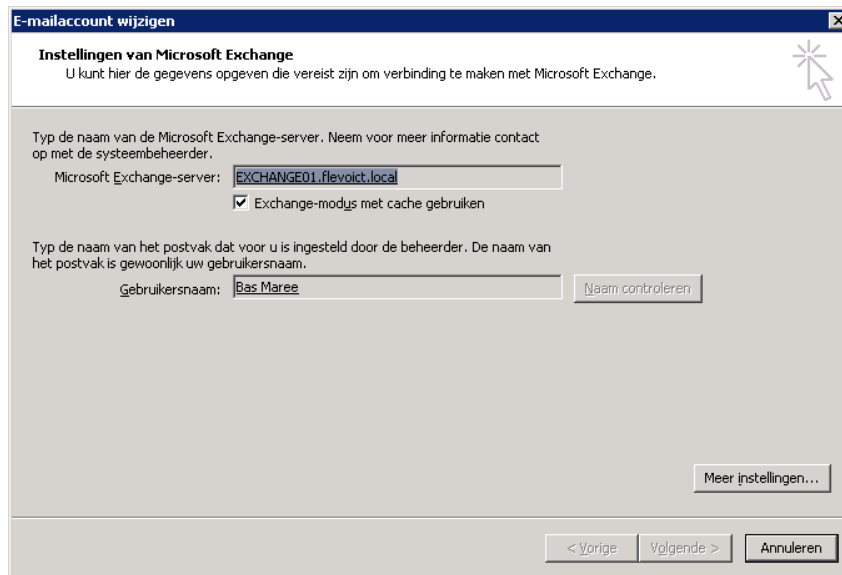 E-mailaccount wijzigen
Instellingen van Microsoft Exchange
U kunt hier de gegevens opgeven die vereist zijn om verbinding te maken met Microsoft Exchange.
Typ de naam van de Microsoft Exchange-server. Neem voor meer informatie contact
op met de systeembeheerder.
Microsoft Exchange-server: EXCHANGE01.flevoict.local
Exchange-modus met cache gebruiken
Typ de naam van het postvak dat voor u is ingesteld door de beheerder. De naam van
het postvak is gewoonlijk uw gebruikersnaam.
Gebruikersnaam: Bas Maree Naam controleren
Meer instellingen...
< Vorige Volgende > Annuleren